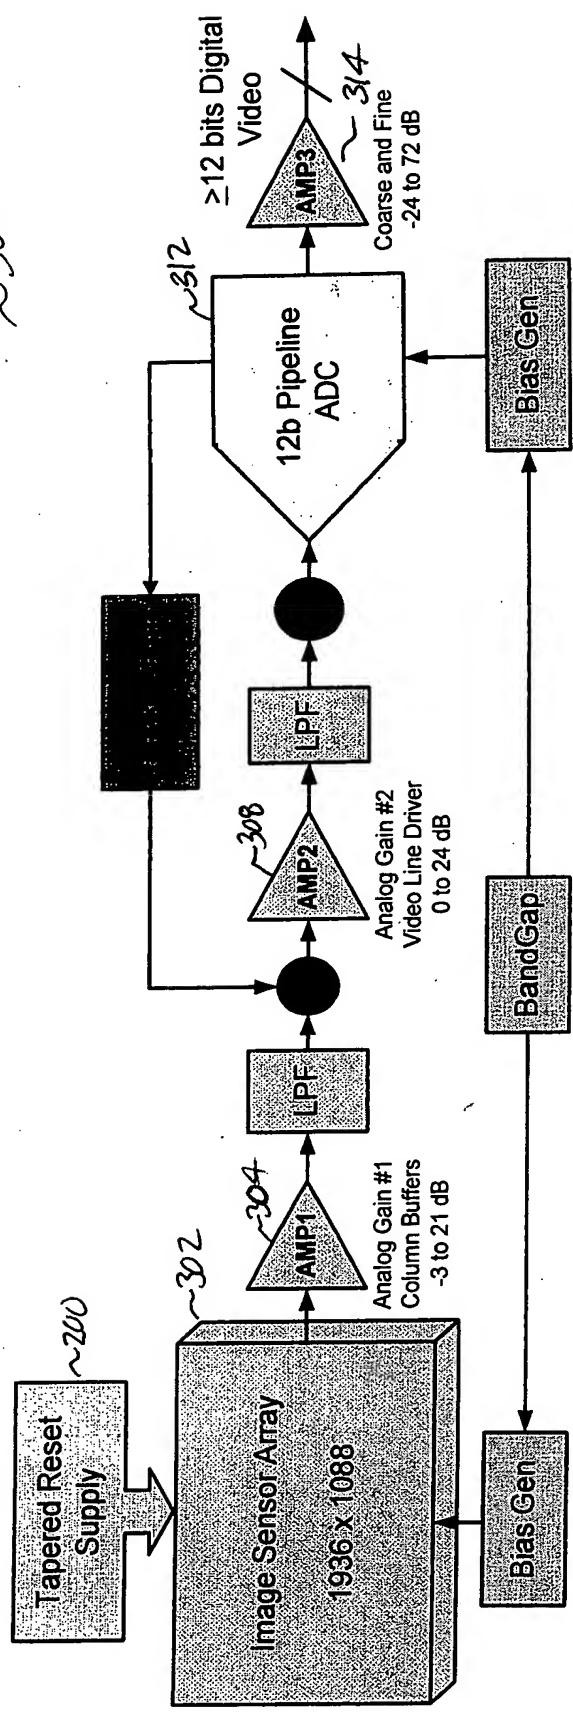 Tapered Reset
Supply
~200
Image Sensor Array
1936 x 1088
~302
AMP1
~304
Analog Gain #1
Column Buffers
-3 to 21 dB
LPF
AMP2
~308
Analog Gain #2
Video Line Driver
0 to 24 dB
LPF
12b Pipeline
ADC
~312
AMP3
~314
Coarse and Fine
-24 to 72 dB
≥12 bits Digital
Video
Bias Gen
BandGap
Bias Gen